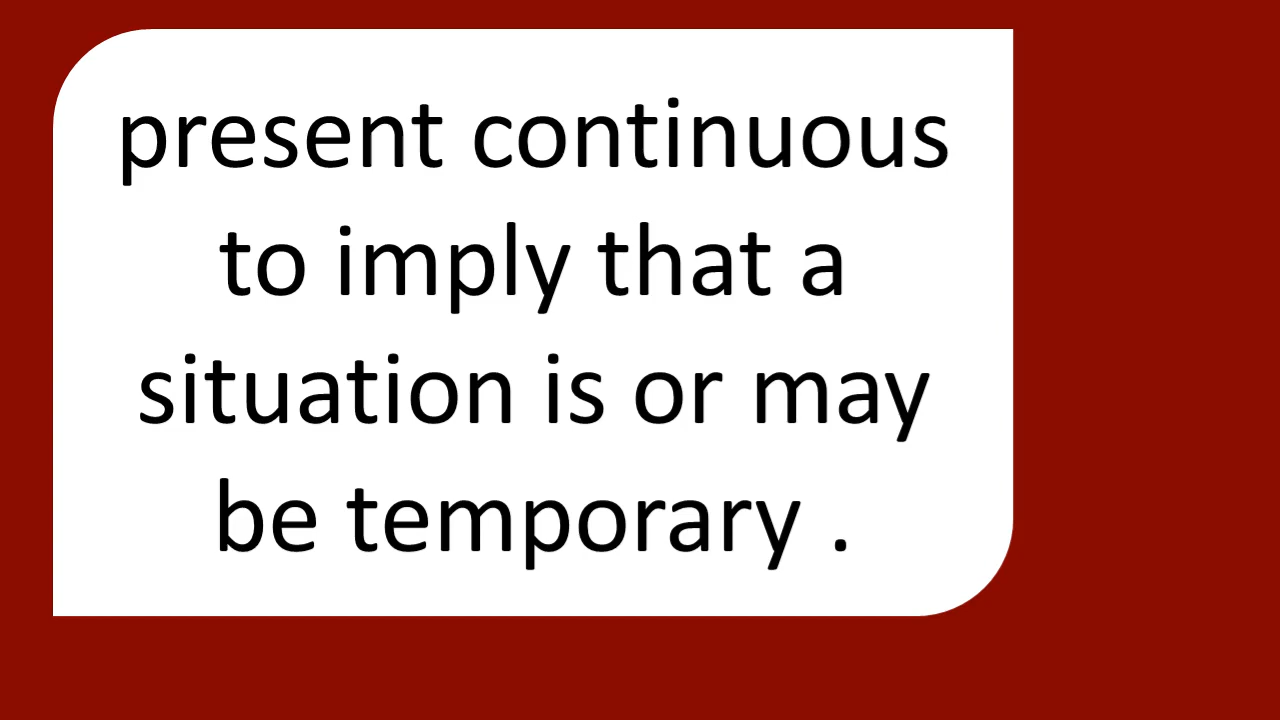 present continuous
to imply that a
situation is or may
be temporary .